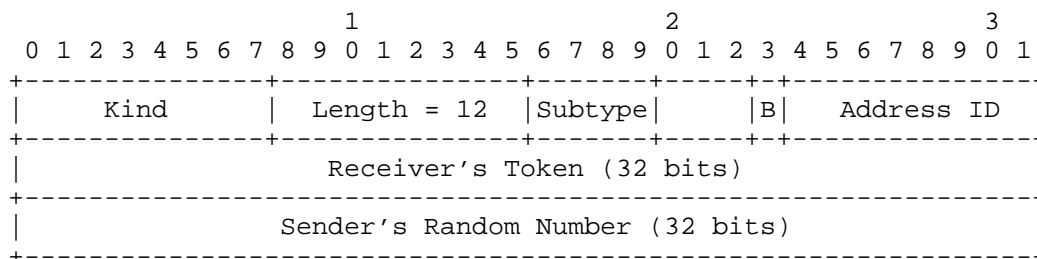 1                   2                   3
 0 1 2 3 4 5 6 7 8 9 0 1 2 3 4 5 6 7 8 9 0 1 2 3 4 5 6 7 8 9 0 1
+---------------+---------------+-------+-----+-+---------------
|     Kind      |  Length = 12  |Subtype|     |B|   Address ID
+---------------+---------------+-------+-----+-+---------------
|                   Receiver’s Token (32 bits)
+---------------------------------------------------------------
|                Sender’s Random Number (32 bits)
+---------------------------------------------------------------